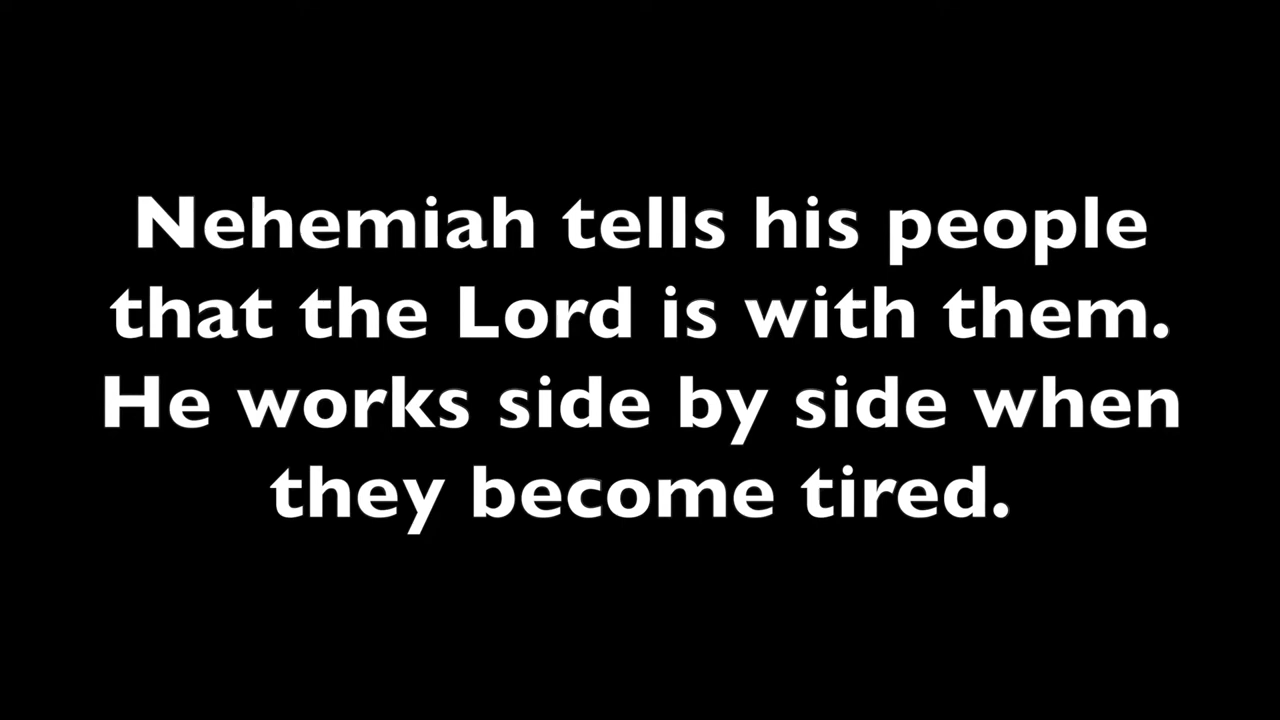 Nehemiah tells his people
that the Lord is with them.
He works side by side when
they become tired.